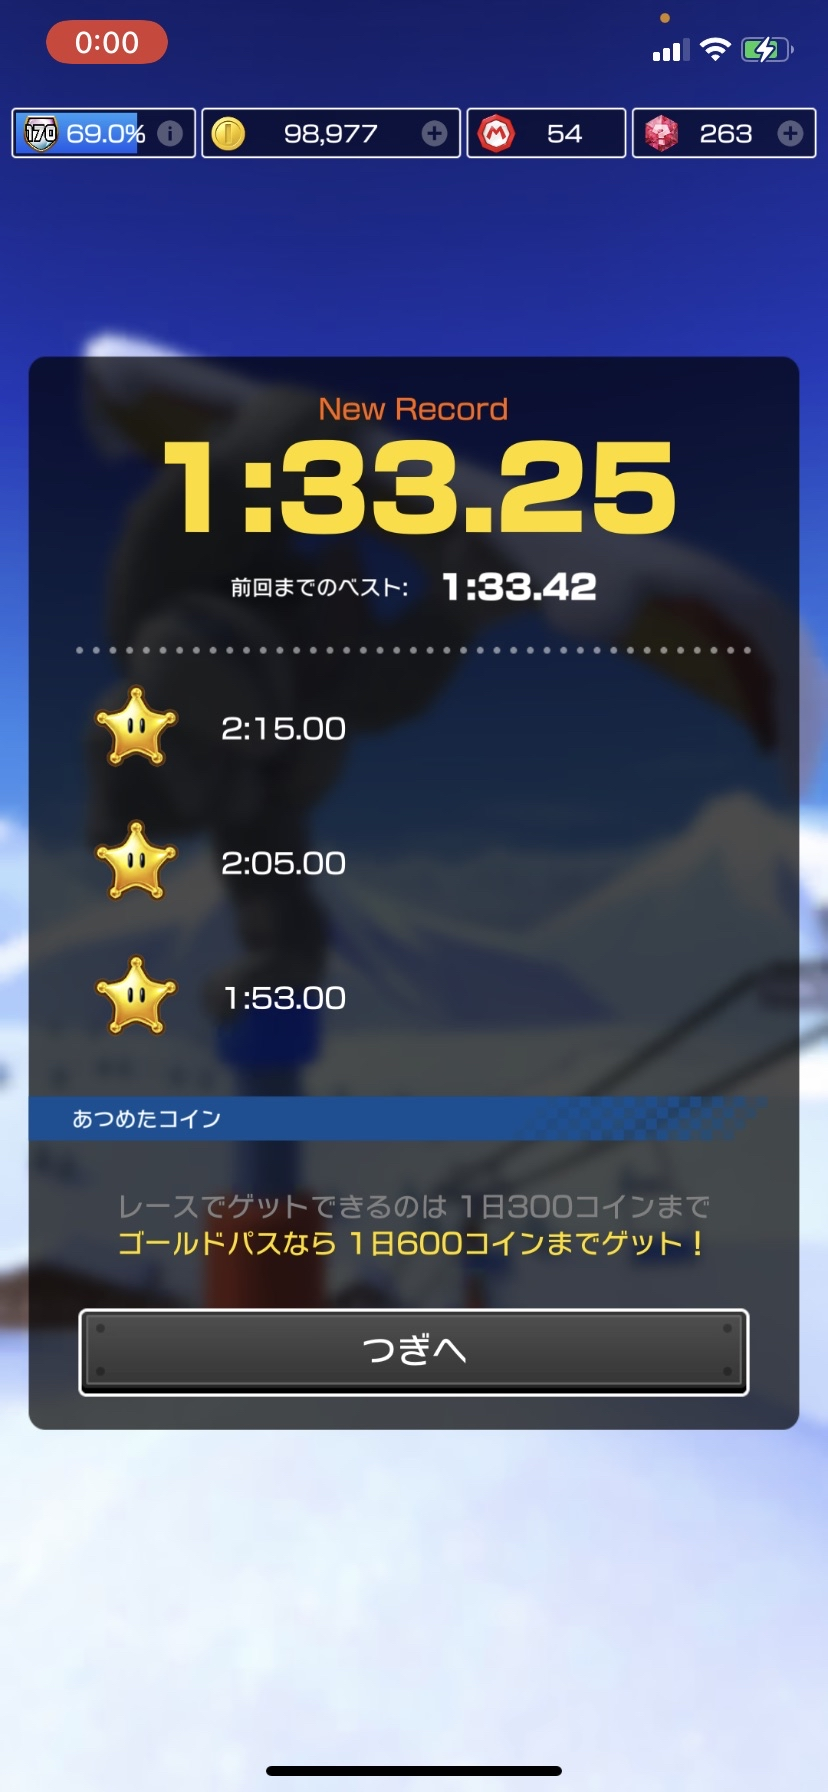 0:00
170 69.0% 98,977 54 263
New Record
1:33.25
前回までのベスト: 1:33.42
2:15.00
2:05.00
1:53.00
あつめたコイン
レースでゲットできるのは 1日300コインまで
ゴールドパスなら 1日600コインまでゲット！
つぎへ